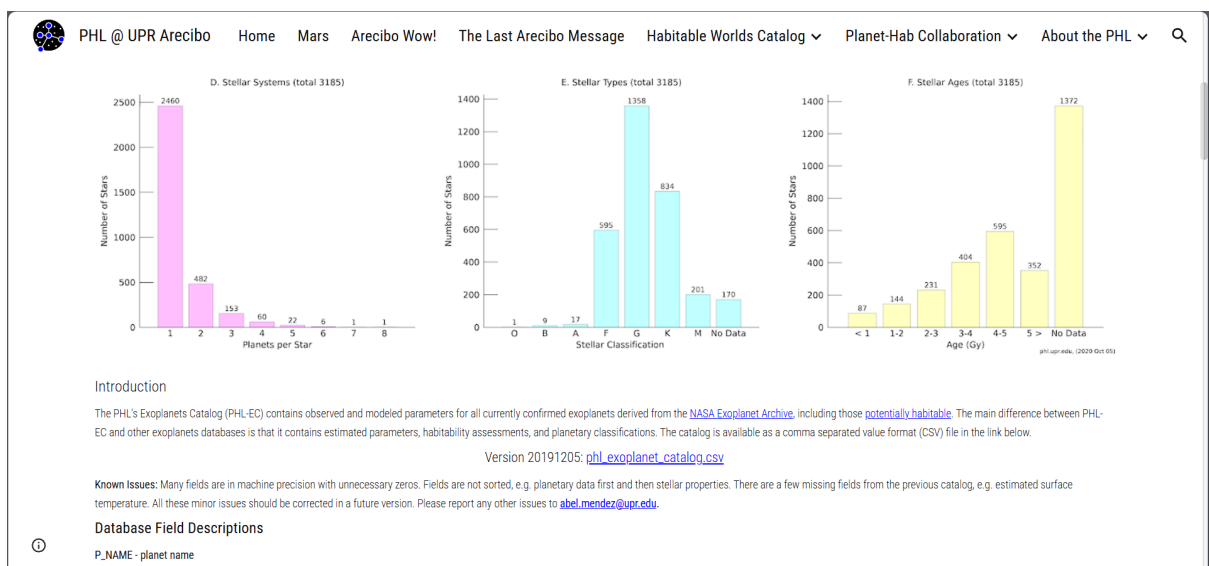 PHL @ UPR Arecibo Home Mars Arecibo Wow! The Last Arecibo Message Habitable Worlds Catalog Planet-Hab Collaboration About the PHL
D. Stellar Systems (total 3185)
2500
2000
1500
1000
500
0
Number of Stars
2460
482
153
60
22
6
1
1
1 2 3 4 5 6 7 8
Planets per Star
E. Stellar Types (total 3185)
1400
1200
1000
800
600
400
200
0
Number of Stars
1
9
17
595
1358
834
201
170
O B A F G K M No Data
Stellar Classification
F. Stellar Ages (total 3185)
1400
1200
1000
800
600
400
200
0
Number of Stars
87
144
231
404
595
352
1372
< 1 1-2 2-3 3-4 4-5 5 > No Data
Age (Gy)
phl.upr.edu, (2020 Oct 05)
Introduction
The PHL's Exoplanets Catalog (PHL-EC) contains observed and modeled parameters for all currently confirmed exoplanets derived from the NASA Exoplanet Archive, including those potentially habitable. The main difference between PHL-
EC and other exoplanets databases is that it contains estimated parameters, habitability assessments, and planetary classifications. The catalog is available as a comma separated value format (CSV) file in the link below.
Version 20191205: phl_exoplanet_catalog.csv
Known Issues: Many fields are in machine precision with unnecessary zeros. Fields are not sorted, e.g. planetary data first and then stellar properties. There are a few missing fields from the previous catalog, e.g. estimated surface
temperature. All these minor issues should be corrected in a future version. Please report any other issues to abel.mendez@upr.edu.
Database Field Descriptions
P_NAME - planet name